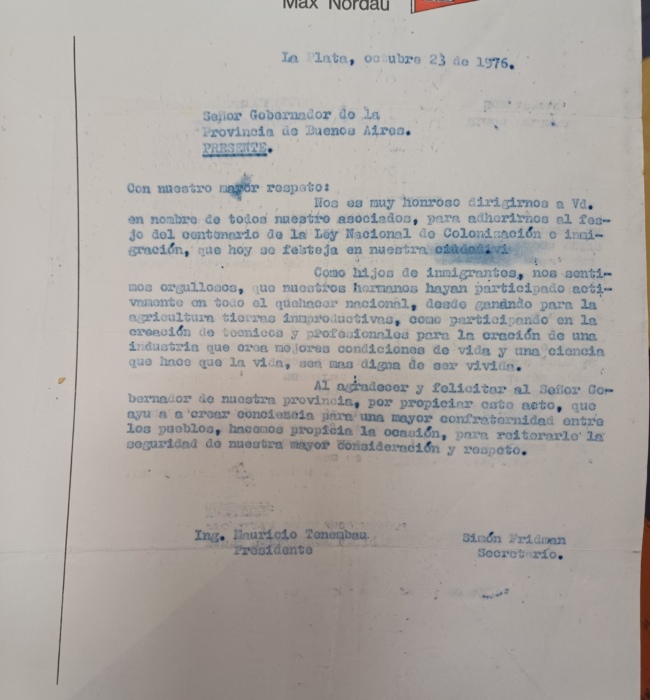 Max Nordau
La Plata, octubre 23 de 1976.
Señor Gobernador de la
Provincia de Buenos Aires.
PRESENTE.
Con nuestro mayor respeto:
Nos es muy honroso dirigirnos a Vd.
en nombre de todos nuestro asociados, para adherirnos al fes-
jo del centenario de la Ley Nacional de Colonización e inmi-
gración, que hoy se festeja en nuestra
Como hijos de inmigrantes, nos senti-
mos orgullosos, que nuestros hermanos hayan participado acti-
vamente en todo el quehacer nacional, desde ganando para la
agricultura tierras innproductivas, como participando en la
creación de tecnicos y profesionales para la cración de una
industria que crea mejores condiciones de vida y una ciencia
que hace que la vida, sea mas digna de ser vivida.
Al agradecer y felicitar al Señor Go-
bernador de nuestra provincia, por propiciar este acto, que
ayu a a crear conciencia para una mayor confraternidad entre
los pueblos, hacemos propicia la ocasión, para reiterarle la
seguridad de nuestra mayor consideración y respeto.
Ing. Mauricio Tenembau
Simón Fridman
Presidente
Secretario.